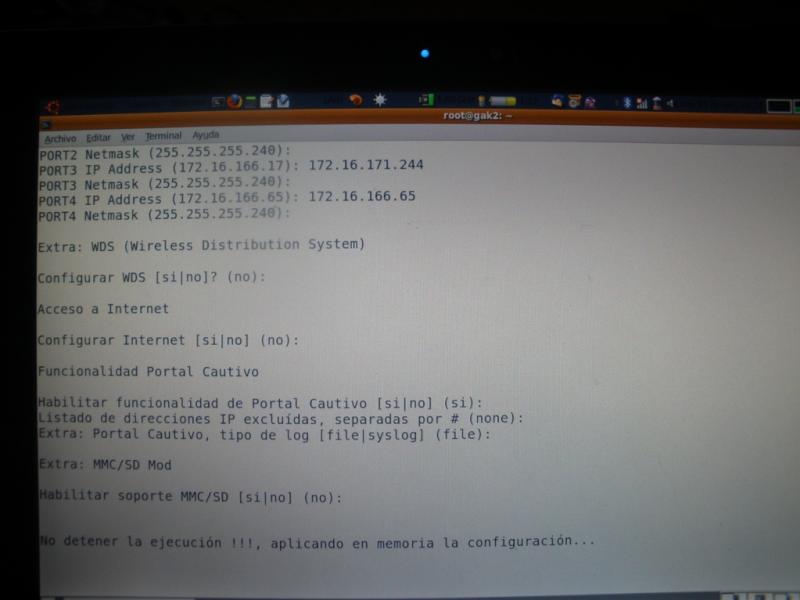 root@gak2: ~
Archivo Editar Ver Terminal Ayuda
PORT2 Netmask (255.255.255.240):
PORT3 IP Address (172.16.166.17): 172.16.171.244
PORT3 Netmask (255.255.255.240):
PORT4 IP Address (172.16.166.65): 172.16.166.65
PORT4 Netmask (255.255.255.240):
Extra: WDS (Wireless Distribution System)
Configurar WDS [si|no]? (no):
Acceso a Internet
Configurar Internet [si|no] (no):
Funcionalidad Portal Cautivo
Habilitar funcionalidad de Portal Cautivo [si|no] (si):
Listado de direcciones IP excluídas, separadas por # (none):
Extra: Portal Cautivo, tipo de log [file|syslog] (file):
Extra: MMC/SD Mod
Habilitar soporte MMC/SD [si|no] (no):
No detener la ejecución !!!, aplicando en memoria la configuración...